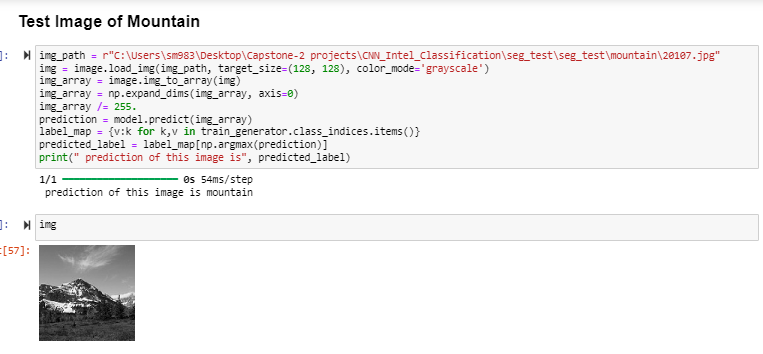 Test Image of Mountain
]:
img_path = r"C:\Users\sm983\Desktop\Capstone-2 projects\CNN_Intel_Classification\seg_test\seg_test\mountain\20107.jpg"
img = image.load_img(img_path, target_size=(128, 128), color_mode='grayscale')
img_array = image.img_to_array(img)
img_array = np.expand_dims(img_array, axis=0)
img_array /= 255.
prediction = model.predict(img_array)
label_map = {v:k for k,v in train_generator.class_indices.items()}
predicted_label = label_map[np.argmax(prediction)]
print(" prediction of this image is", predicted_label)
1/1 ━━━━━━━━━━━━━━━━━━━━ 0s 54ms/step
prediction of this image is mountain
]: img
t[57]: